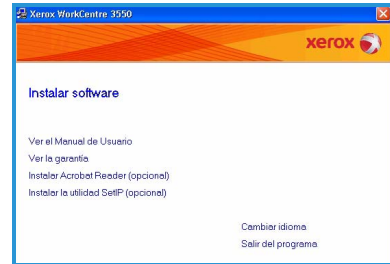 Xerox WorkCentre 3550
xerox
Instalar software
Ver el Manual de Usuario
Ver la garantía
Instalar Acrobat Reader (opcional)
Instalar la utilidad SetIP (opcional)
Cambiar idioma
Salir del programa